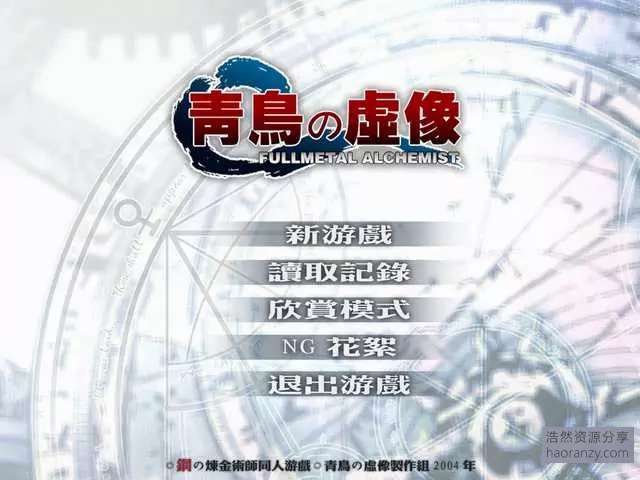 青鳥の虛像
FULLMETAL ALCHEMIST
新游戲
讀取記錄
欣賞模式
NG 花絮
退出游戲
浩然资源分享
haoranzy.com
○鋼の煉金術師同人游戲○青鳥の虛像製作組 2004 年